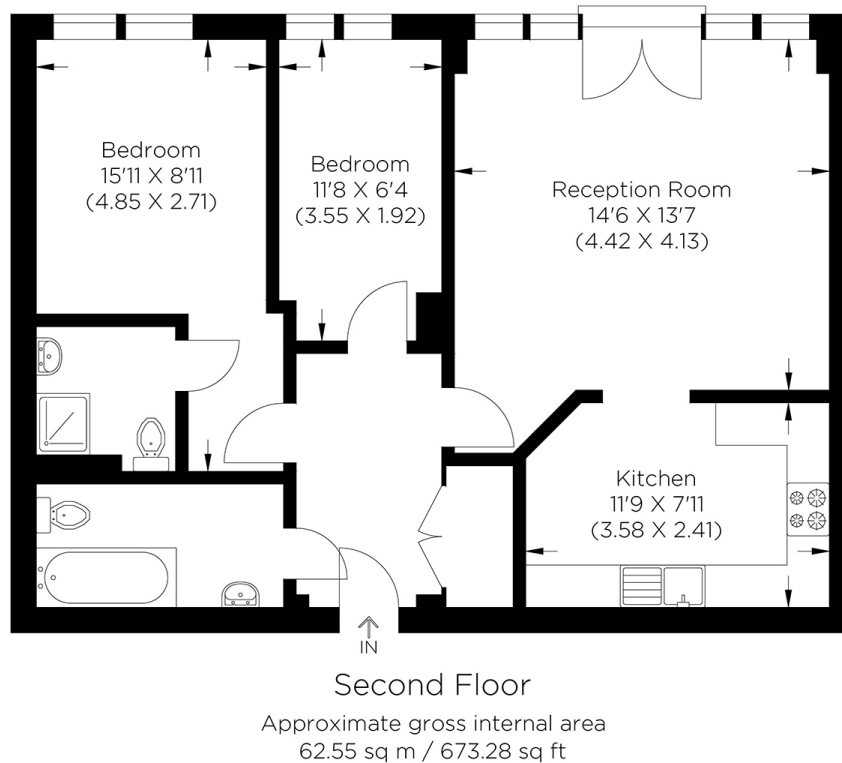 Bedroom
15'11 X 8'11
(4.85 X 2.71)
Bedroom
11'8 X 6'4
(3.55 X 1.92)
Reception Room
14'6 X 13'7
(4.42 X 4.13)
Kitchen
11'9 X 7'11
(3.58 X 2.41)
IN
Second Floor
Approximate gross internal area
62.55 sq m / 673.28 sq ft